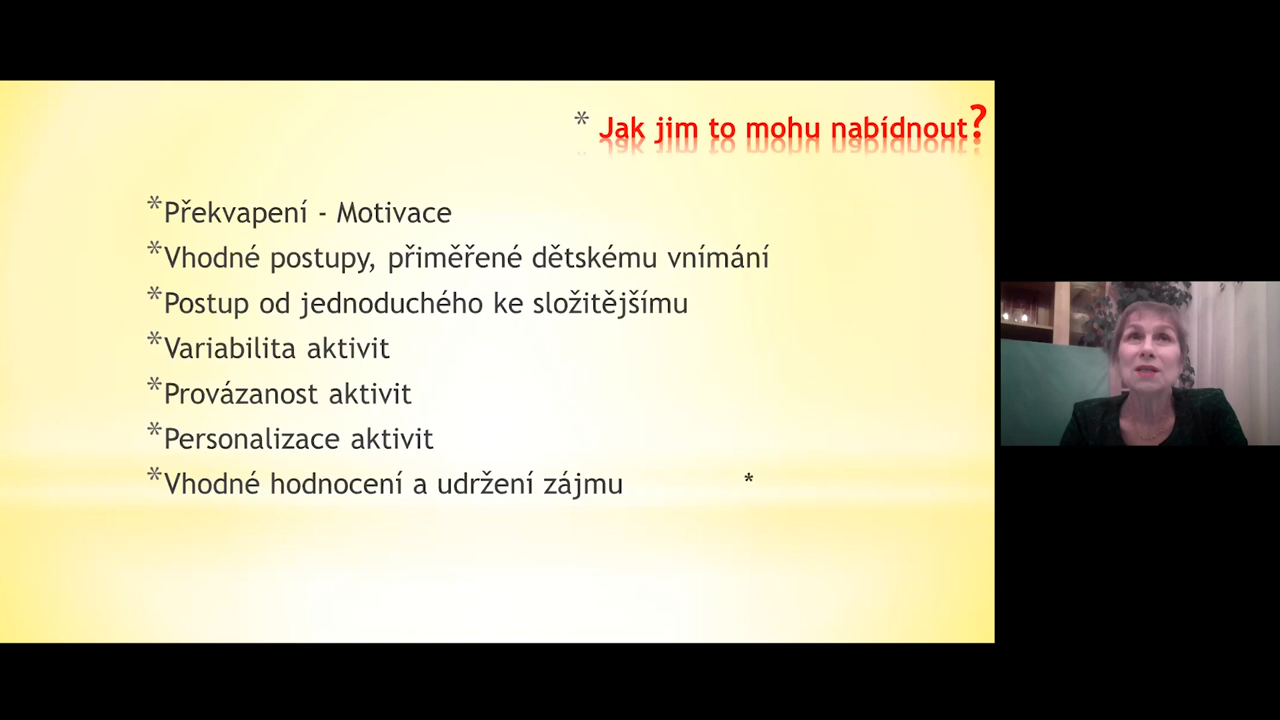 * Jak jim to mohu nabídnout?
*Překvapení - Motivace
*Vhodné postupy, přiměřené dětskému vnímání
*Postup od jednoduchého ke složitějšímu
*Variabilita aktivit
*Provázanost aktivit
*Personalizace aktivit
*Vhodné hodnocení a udržení zájmu *